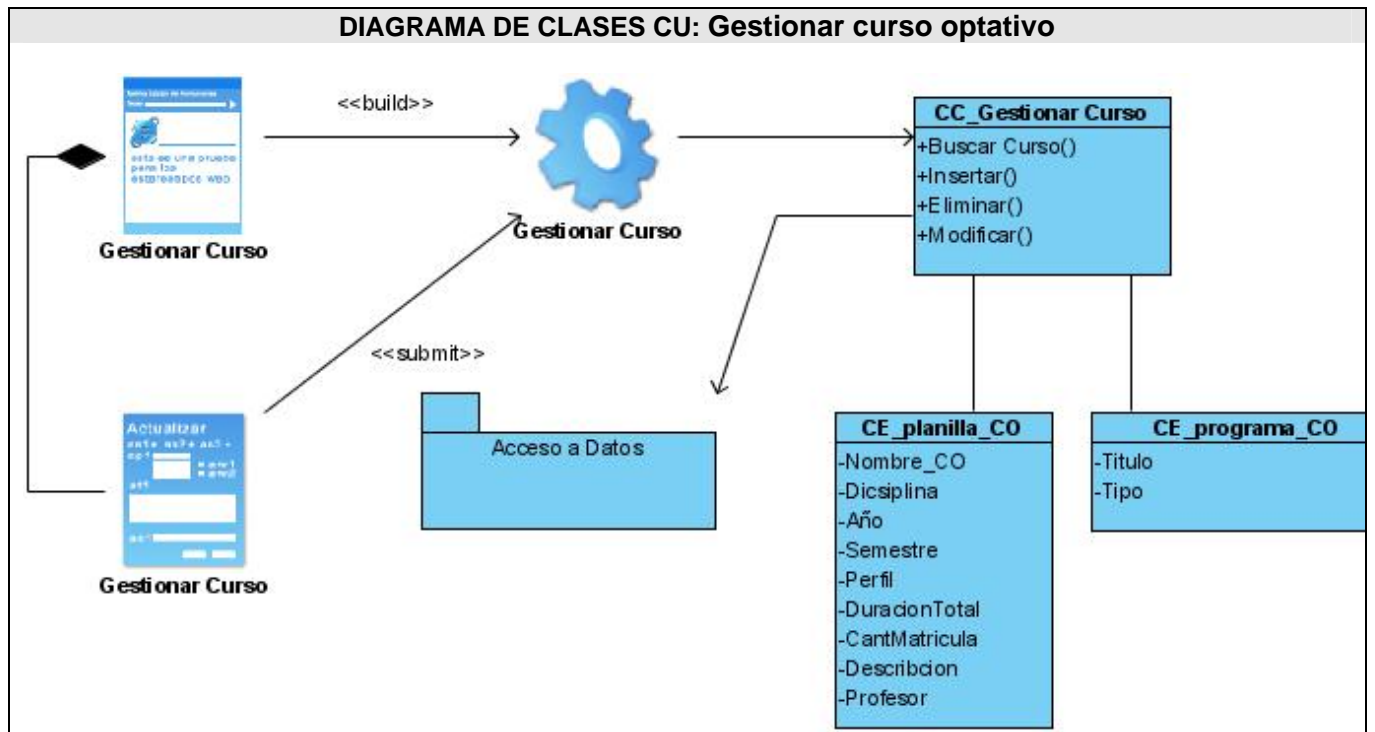 DIAGRAMA DE CLASES CU: Gestionar curso optativo
<<build>>
Gestionar Curso
Gestionar Curso
CC_Gestionar Curso
+Buscar Curso()
+Insertar()
+Eliminar()
+Modificar()
<<submit>>
Actualizar
Gestionar Curso
Acceso a Datos
CE_planilla_CO
-Nombre_CO
-Dicsiplina
-Año
-Semestre
-Perfil
-DuracionTotal
-CantMatricula
-Describcion
-Profesor
CE_programa_CO
-Titulo
-Tipo